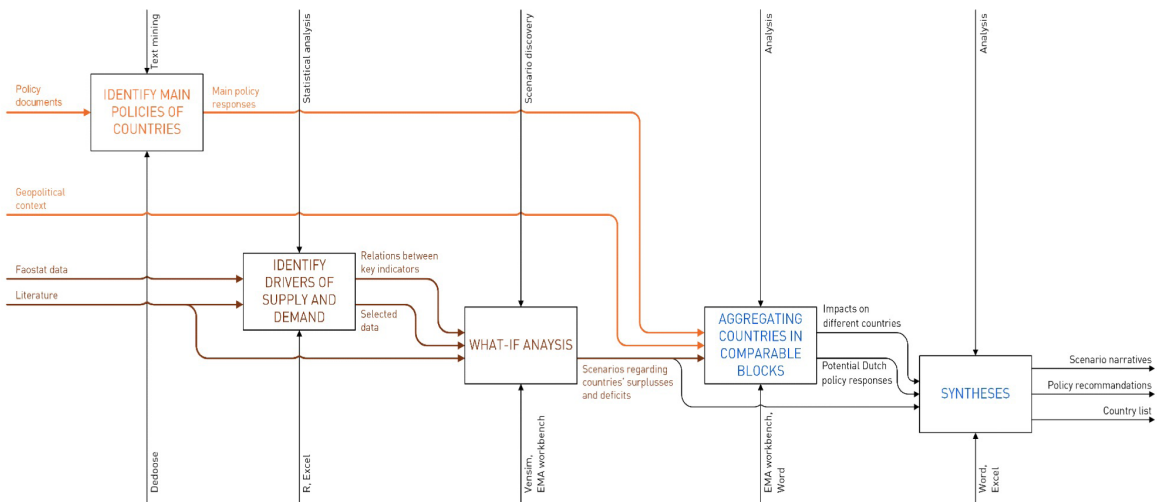 Text mining
Statistical analysis
Scenario discovery
Analysis
Analysis
Policy
documents
IDENTIFY MAIN
POLICIES OF
COUNTRIES
Main policy
responses
Geopolitical
context
Faostat data
Literature
IDENTIFY
DRIVERS OF
SUPPLY AND
DEMAND
Relations between
key indicators
Selected
data
WHAT-IF ANAYSIS
Scenarios regarding
countries' surplusses
and deficits
AGGREGATING
COUNTRIES IN
COMPARABLE
BLOCKS
Impacts on
different countries
Potential Dutch
policy responses
SYNTHESES
Scenario narratives
Policy recommandations
Country list
Dedoose
R, Excel
Vensim,
EMA workbench
EMA workbench,
Word
Word,
Excel